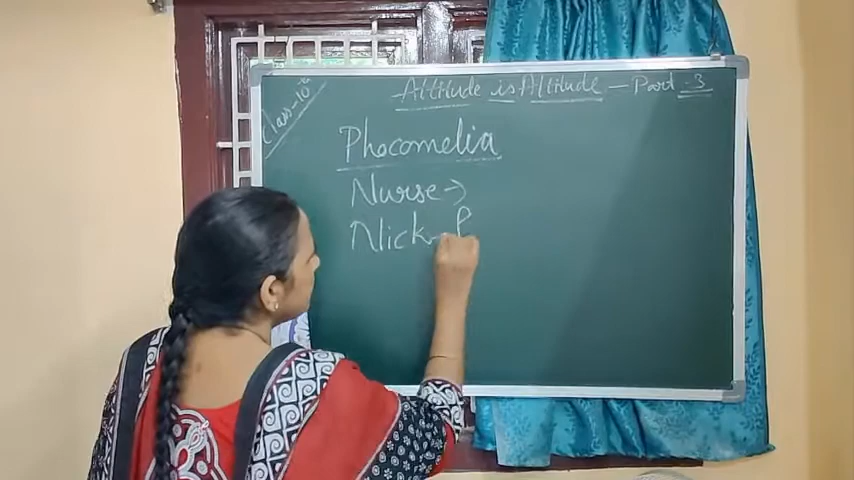 Class-10th
Attitude is Altitude - Part-3
Phocomelia
Nurse →
Nick - P